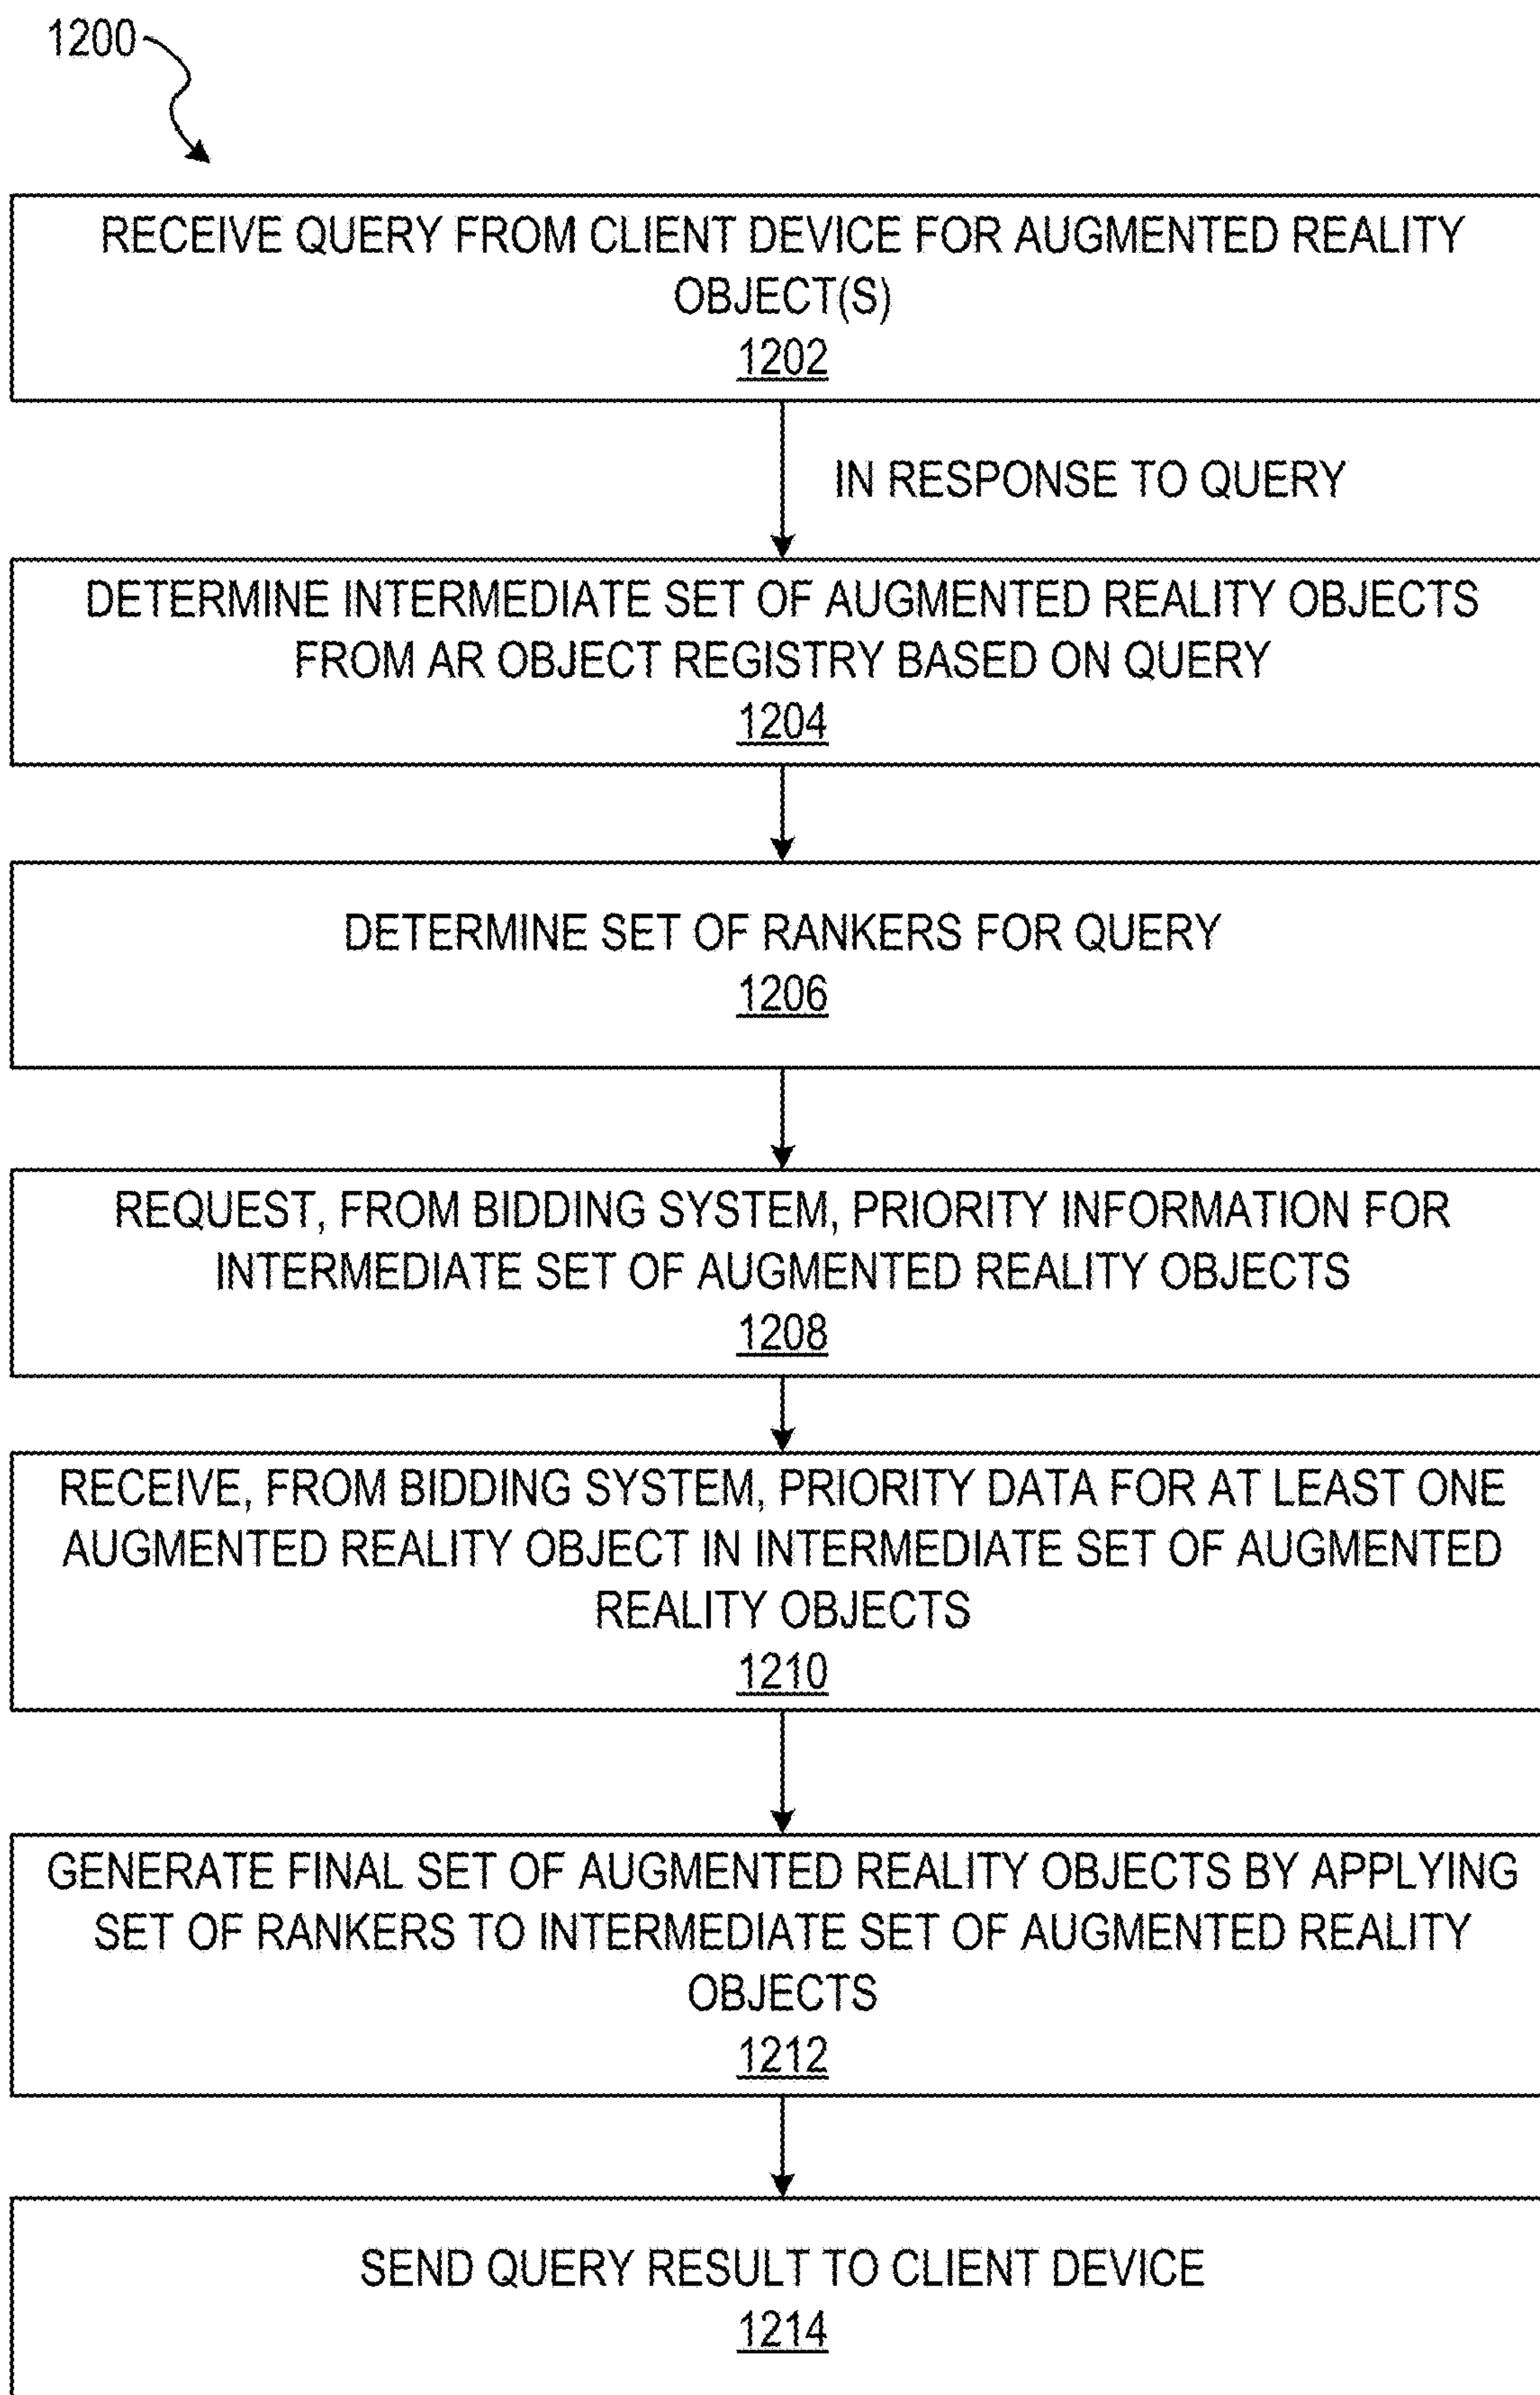 1200
RECEIVE QUERY FROM CLIENT DEVICE FOR AUGMENTED REALITY
OBJECT(S)
1202
IN RESPONSE TO QUERY
DETERMINE INTERMEDIATE SET OF AUGMENTED REALITY OBJECTS
FROM AR OBJECT REGISTRY BASED ON QUERY
1204
DETERMINE SET OF RANKERS FOR QUERY
1206
REQUEST, FROM BIDDING SYSTEM, PRIORITY INFORMATION FOR
INTERMEDIATE SET OF AUGMENTED REALITY OBJECTS
1208
RECEIVE, FROM BIDDING SYSTEM, PRIORITY DATA FOR AT LEAST ONE
AUGMENTED REALITY OBJECT IN INTERMEDIATE SET OF AUGMENTED
REALITY OBJECTS
1210
GENERATE FINAL SET OF AUGMENTED REALITY OBJECTS BY APPLYING
SET OF RANKERS TO INTERMEDIATE SET OF AUGMENTED REALITY
OBJECTS
1212
SEND QUERY RESULT TO CLIENT DEVICE
1214